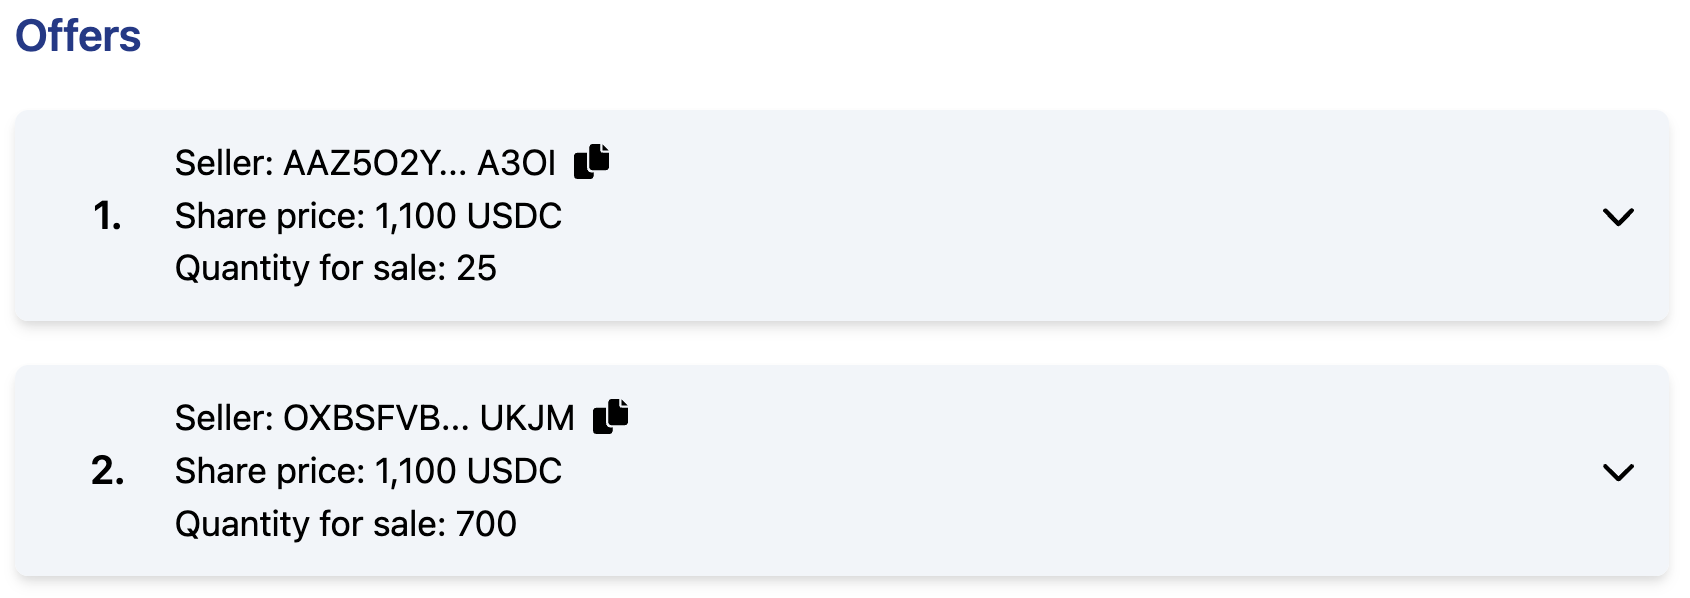 Offers
Seller: AAZ5O2Y... A3OI
1.
Share price: 1,100 USDC
Quantity for sale: 25
Seller: OXBSFVB... UKJM
2.
Share price: 1,100 USDC
Quantity for sale: 700